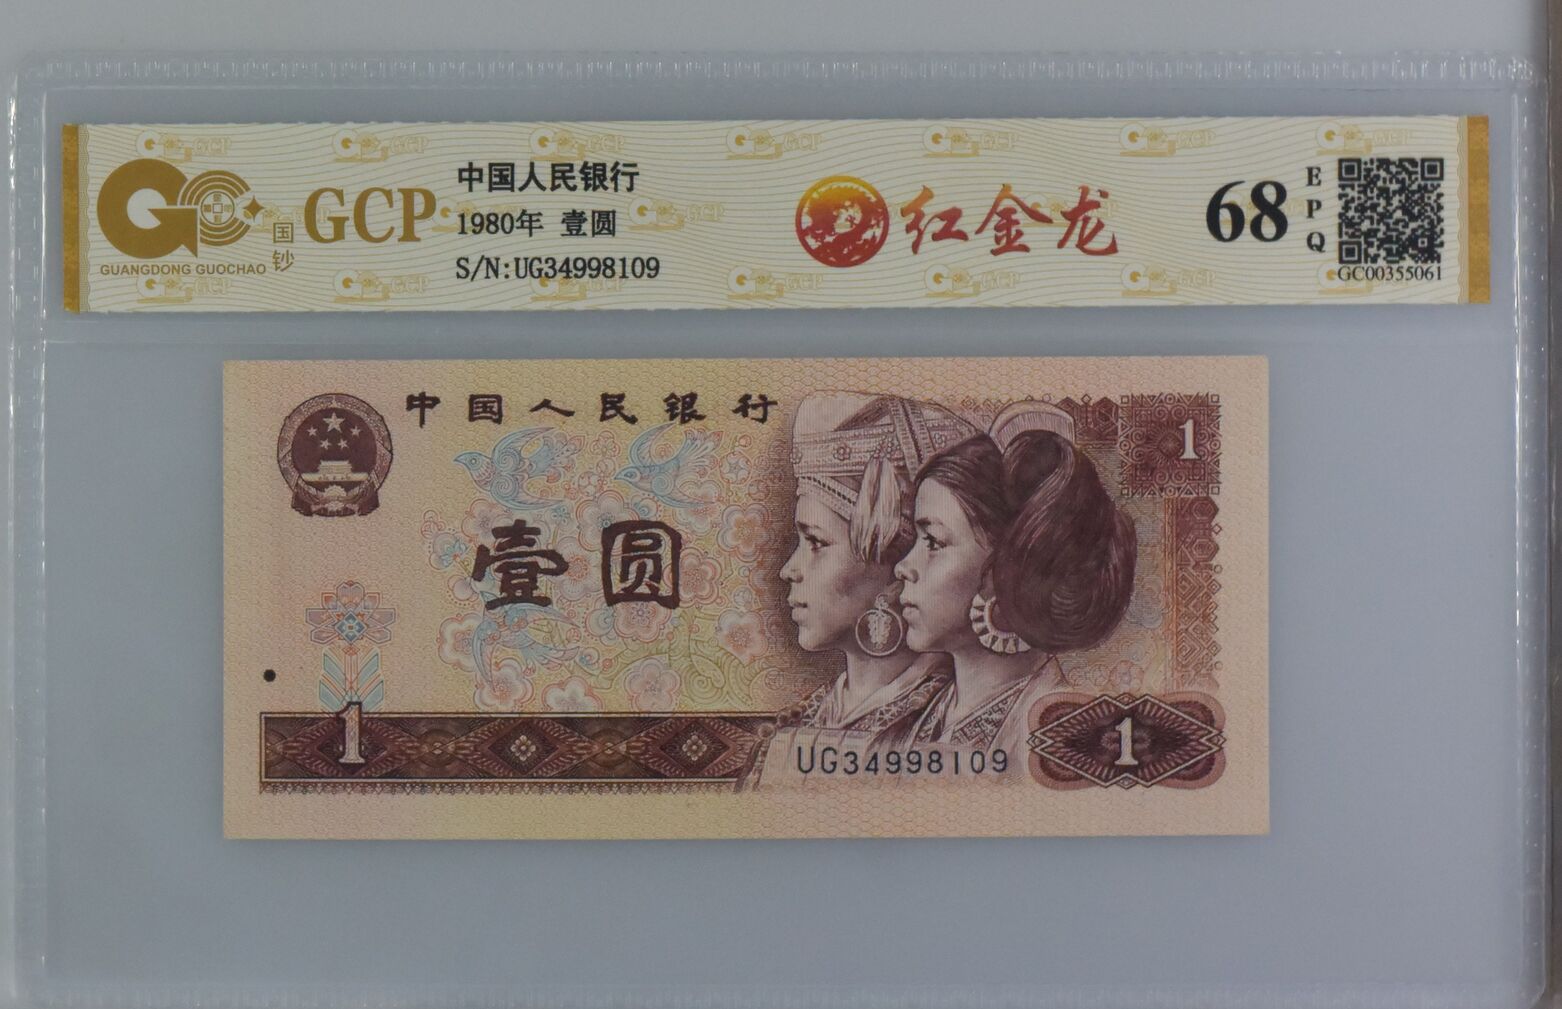 国钞
GUANGDONG GUOCHAO
GCP
中国人民银行
1980年 壹圆
S/N:UG34998109
红金龙
68
EPQ
GC00355061
中国人民银行
1
壹圆
1
UG34998109
1